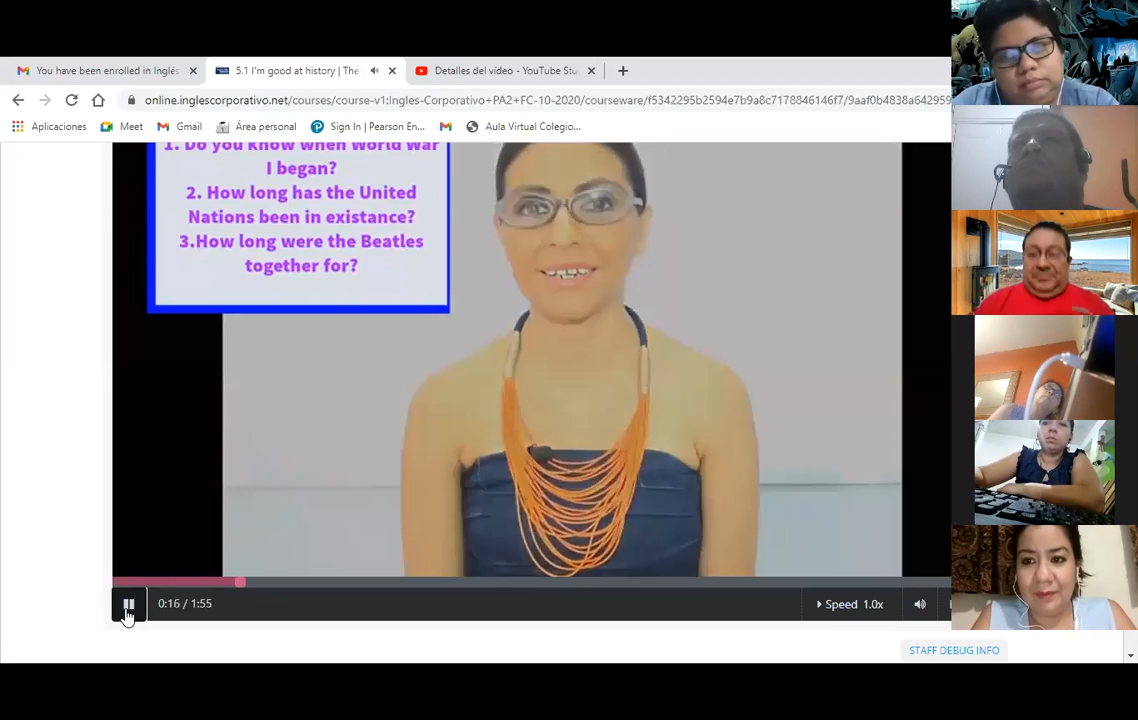 You have been enrolled in Inglés
5.1 I'm good at history | The
Detalles del vídeo - YouTube Stu
online.inglescorporativo.net/courses/course-v1:Ingles-Corporativo+PA2+FC-10-2020/courseware/f5342295b2594e7b9a8c7178846146f7/9aaf0b4838a642959
Aplicaciones
Meet
Gmail
Área personal
Sign In | Pearson En...
Aula Virtual Colegio...
1. Do you know when World War
I began?
2. How long has the United
Nations been in existance?
3.How long were the Beatles
together for?
0:16 / 1:55
Speed 1.0x
STAFF DEBUG INFO